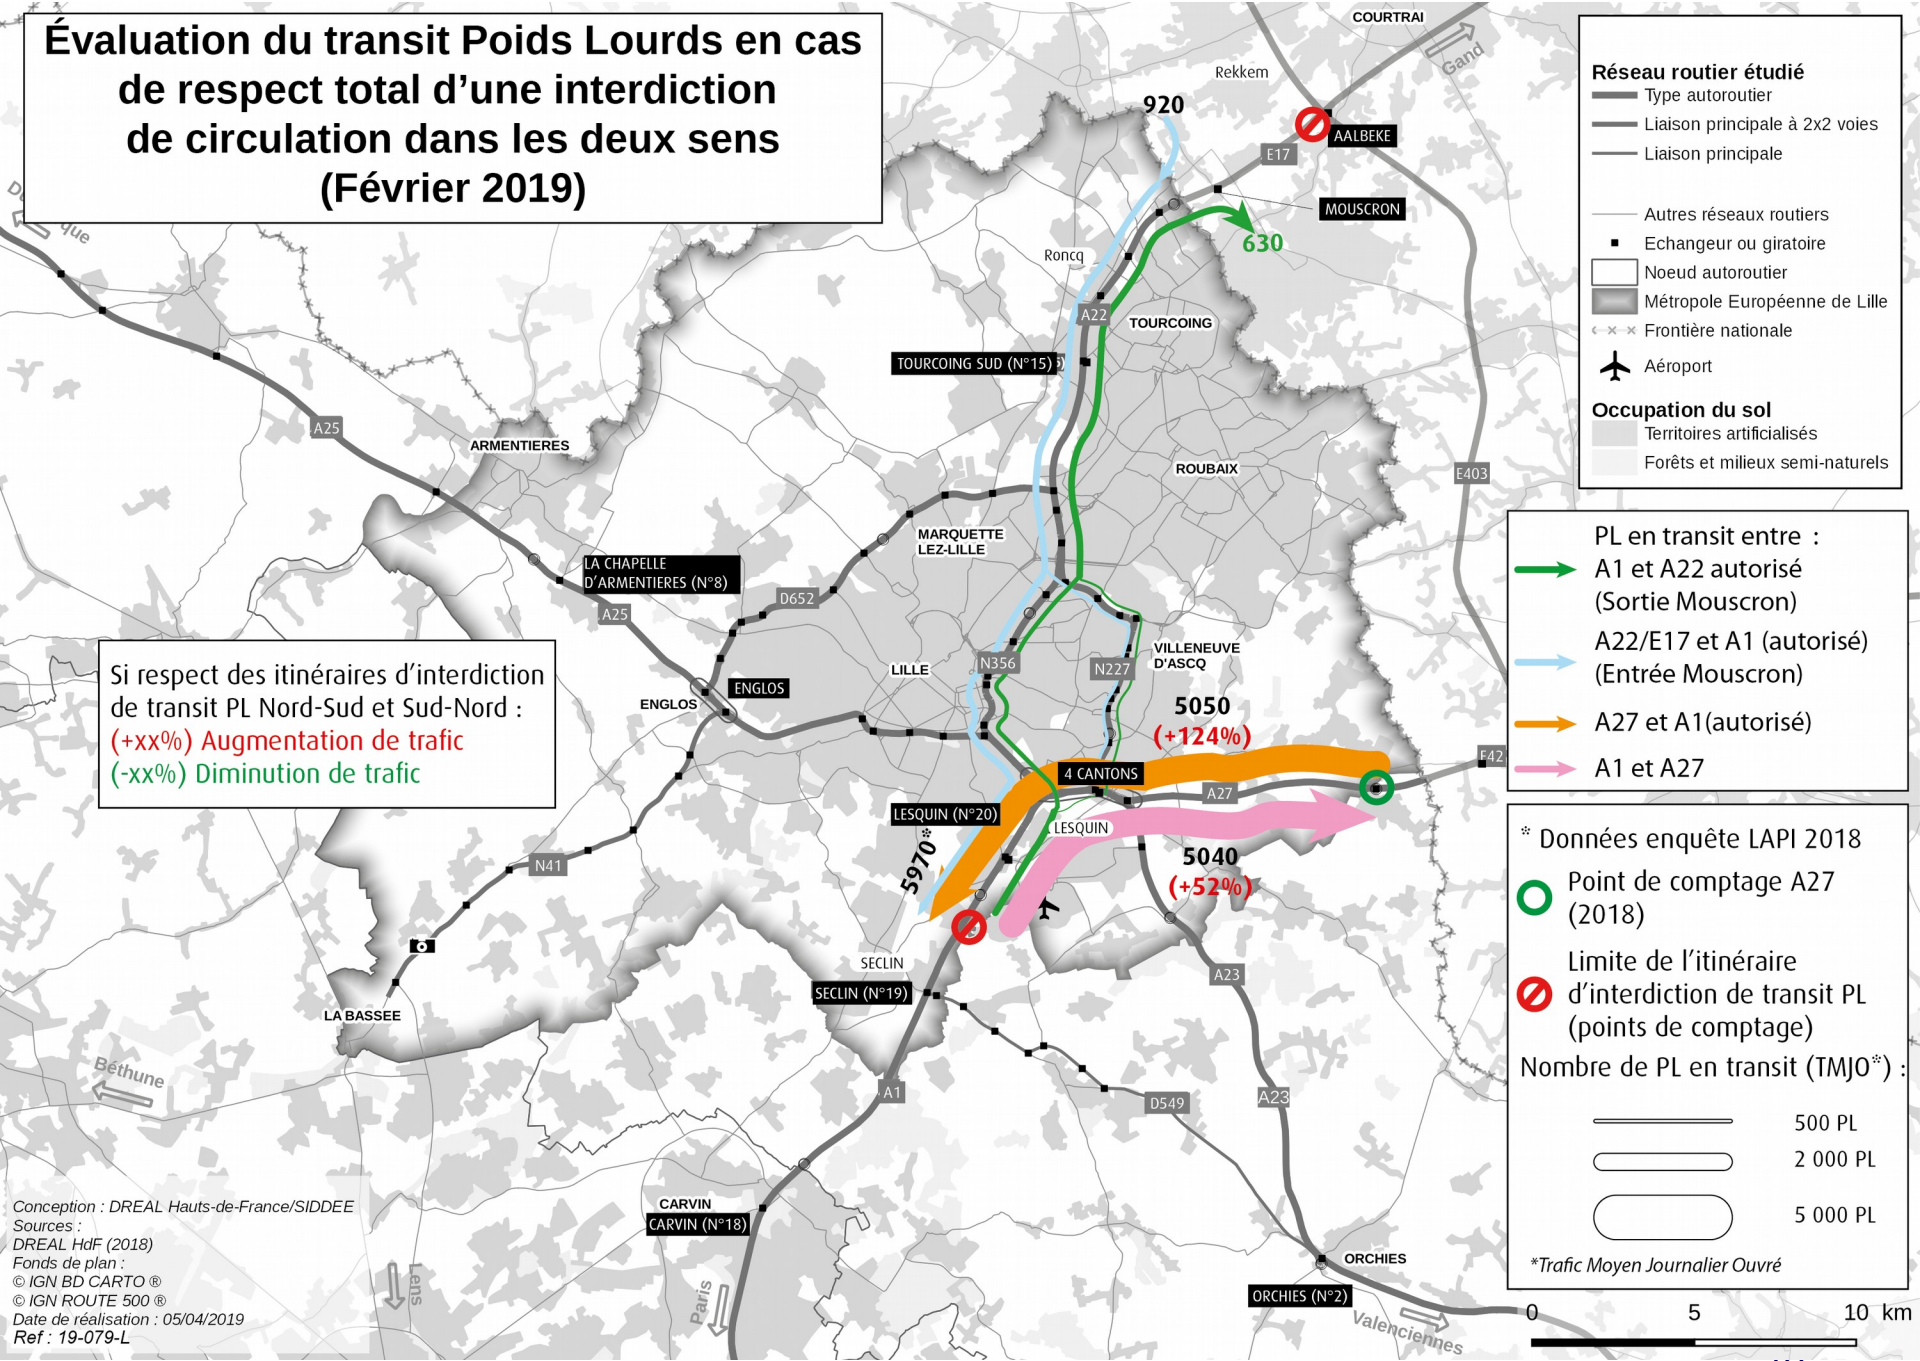 Évaluation du transit Poids Lourds en cas
de respect total d'une interdiction
de circulation dans les deux sens
(Février 2019)
COURTRAI
Gand
Rekkem
920
AALBEKE
E17
MOUSCRON
630
Roncq
A22
TOURCOING
TOURCOING SUD (N°15)
A25
ARMENTIERES
ROUBAIX
E403
MARQUETTE
LEZ-LILLE
LA CHAPELLE
D'ARMENTIERES (N°8)
D652
A25
LILLE
N356
N227
VILLENEUVE
D'ASCQ
ENGLOS
ENGLOS
5050
(+124%)
E42
4 CANTONS
A27
LESQUIN (N°20)
LESQUIN
5970*
5040
(+52%)
N41
SECLIN
SECLIN (N°19)
A23
LA BASSEE
Béthune
A1
D549
A23
CARVIN
CARVIN (N°18)
Lens
Paris
ORCHIES
ORCHIES (N°2)
Valenciennes
Si respect des itinéraires d'interdiction
de transit PL Nord-Sud et Sud-Nord :
(+xx%) Augmentation de trafic
(-xx%) Diminution de trafic
Réseau routier étudié
Type autoroutier
Liaison principale à 2x2 voies
Liaison principale
Autres réseaux routiers
Echangeur ou giratoire
Noeud autoroutier
Métropole Européenne de Lille
Frontière nationale
Aéroport
Occupation du sol
Territoires artificialisés
Forêts et milieux semi-naturels
PL en transit entre :
A1 et A22 autorisé
(Sortie Mouscron)
A22/E17 et A1 (autorisé)
(Entrée Mouscron)
A27 et A1(autorisé)
A1 et A27
* Données enquête LAPI 2018
Point de comptage A27
(2018)
Limite de l'itinéraire
d'interdiction de transit PL
(points de comptage)
Nombre de PL en transit (TMJO*) :
500 PL
2 000 PL
5 000 PL
*Trafic Moyen Journalier Ouvré
0 5 10 km
Conception : DREAL Hauts-de-France/SIDDEE
Sources :
DREAL HdF (2018)
Fonds de plan :
© IGN BD CARTO ®
© IGN ROUTE 500 ®
Date de réalisation : 05/04/2019
Ref : 19-079-L